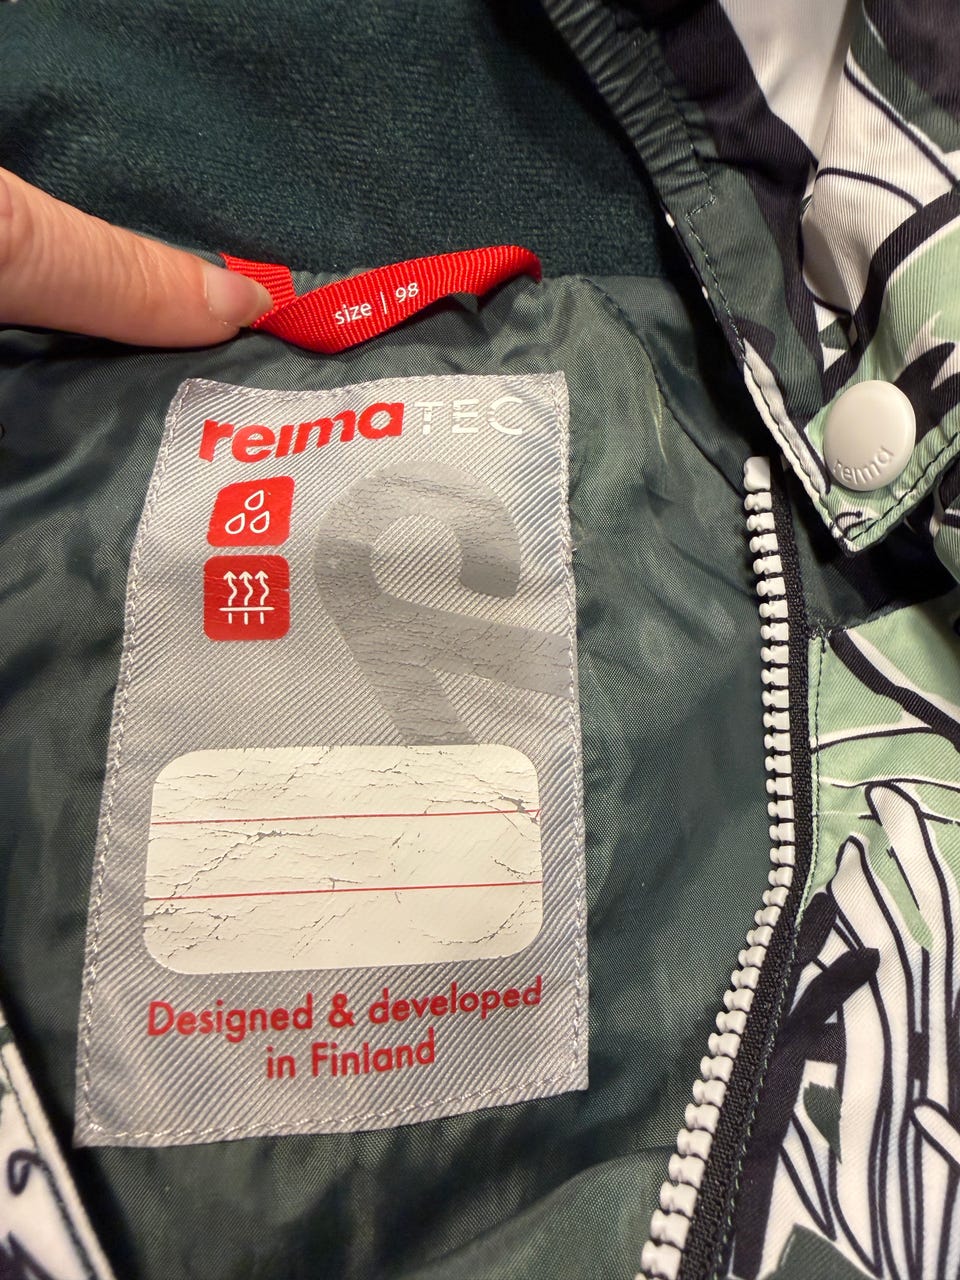 size | 98
reima TEC
reima
Designed & developed
in Finland